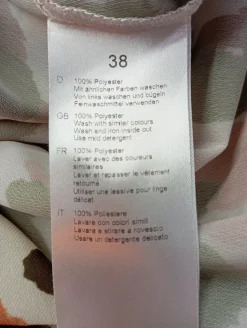 38
D 100% Polyester
Mit ähnlichen Farben waschen
Von links waschen und bügeln
Feinwaschmittel verwenden
GB 100% Polyester
Wash with similar colours
Wash and iron inside out
Use mild detergent
FR 100% Polyester
Laver avec des couleurs
similaires
Laver et repasser le vêtement
retourné
Utiliser une lessive pour linge
délicat
IT 100% Poliestere
Lavare con colori simili
Lavare e stirare a rovescio
Usare un detergente delicato